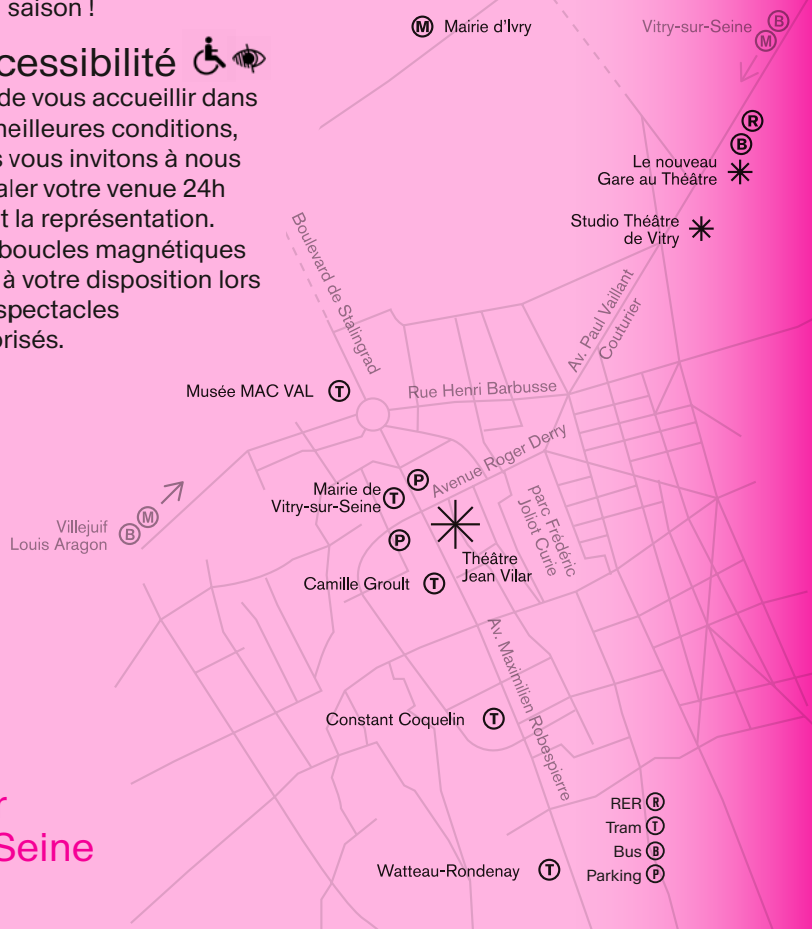 saison !
cessibilité
de vous accueillir dans
meilleures conditions,
s vous invitons à nous
aler votre venue 24h
t la représentation.
boucles magnétiques
à votre disposition lors
spectacles
risés.
Seine
M Mairie d'Ivry
Vitry-sur-Seine B
M
R
B
Le nouveau
Gare au Théâtre
Studio Théâtre
de Vitry
Boulevard de Stalingrad
Av. Paul Vaillant
Couturier
Musée MAC VAL T
Rue Henri Barbusse
Avenue Roger Derry
P
Mairie de
Vitry-sur-Seine T
parc Frédéric
Joliot Curie
Villejuif
Louis Aragon B M
P
Théâtre
Jean Vilar
Camille Groult T
Av. Maximilien Robespierre
Constant Coquelin T
Watteau-Rondenay T
RER R
Tram T
Bus B
Parking P